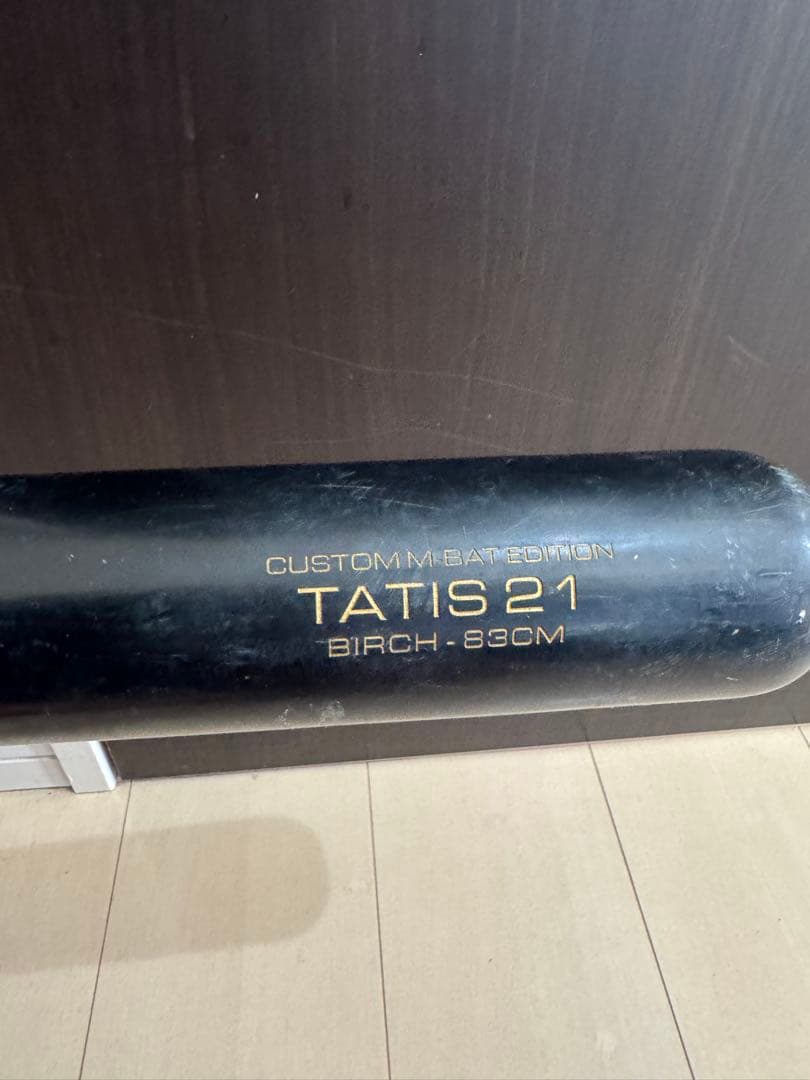 CUSTOM M·BAT EDITION
TATIS 21
BIRCH - 83CM